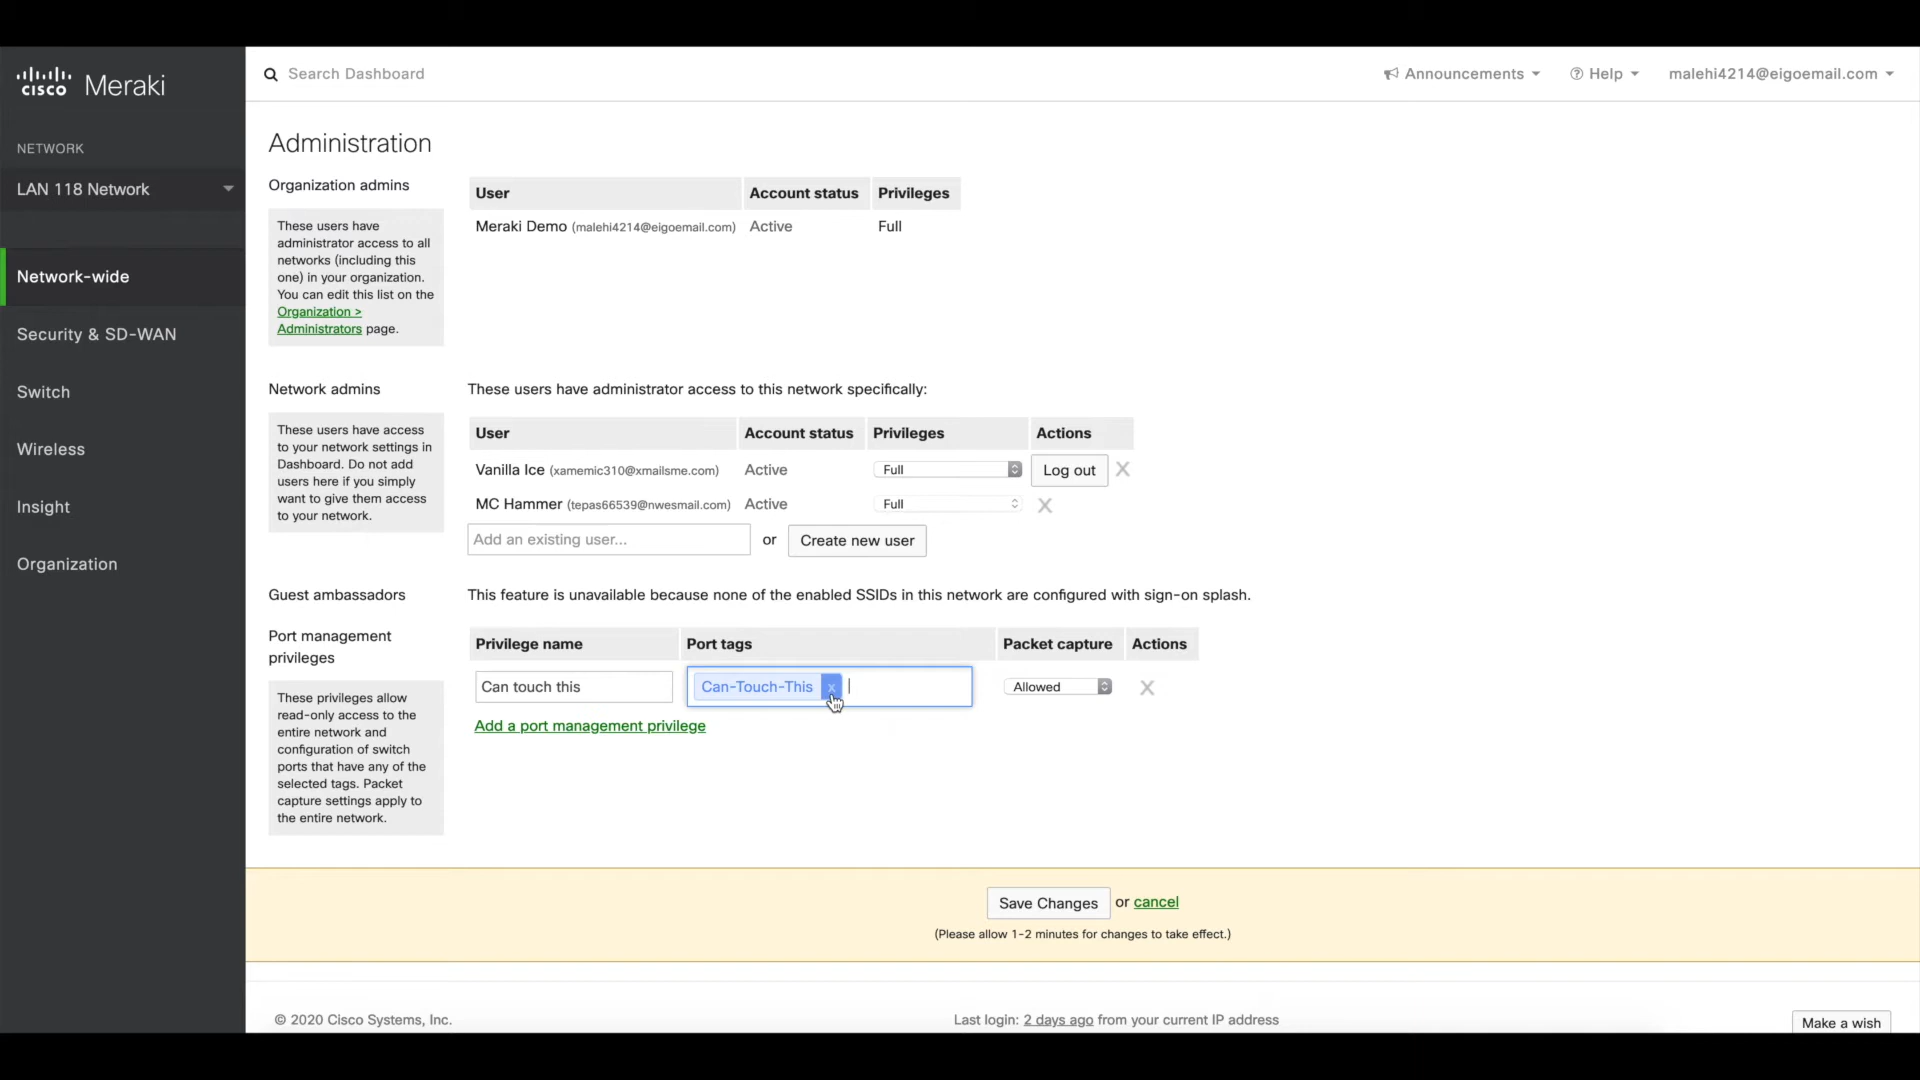 cisco Meraki
Search Dashboard
Announcements
Help
malehi4214@eigoemail.com
NETWORK
LAN 118 Network
Network-wide
Security & SD-WAN
Switch
Wireless
Insight
Organization
Administration
Organization admins
These users have
administrator access to all
networks (including this
one) in your organization.
You can edit this list on the
Organization >
Administrators page.
User Account status Privileges
Meraki Demo (malehi4214@eigoemail.com) Active Full
Network admins
These users have access
to your network settings in
Dashboard. Do not add
users here if you simply
want to give them access
to your network.
These users have administrator access to this network specifically:
User Account status Privileges Actions
Vanilla Ice (xamemic310@xmailsme.com) Active Full Log out X
MC Hammer (tepas66539@nwesmail.com) Active Full X
Add an existing user... or Create new user
Guest ambassadors
This feature is unavailable because none of the enabled SSIDs in this network are configured with sign-on splash.
Port management
privileges
These privileges allow
read-only access to the
entire network and
configuration of switch
ports that have any of the
selected tags. Packet
capture settings apply to
the entire network.
Privilege name Port tags Packet capture Actions
Can touch this Can-Touch-This x Allowed X
Add a port management privilege
Save Changes or cancel
(Please allow 1-2 minutes for changes to take effect.)
© 2020 Cisco Systems, Inc.
Last login: 2 days ago from your current IP address
Make a wish